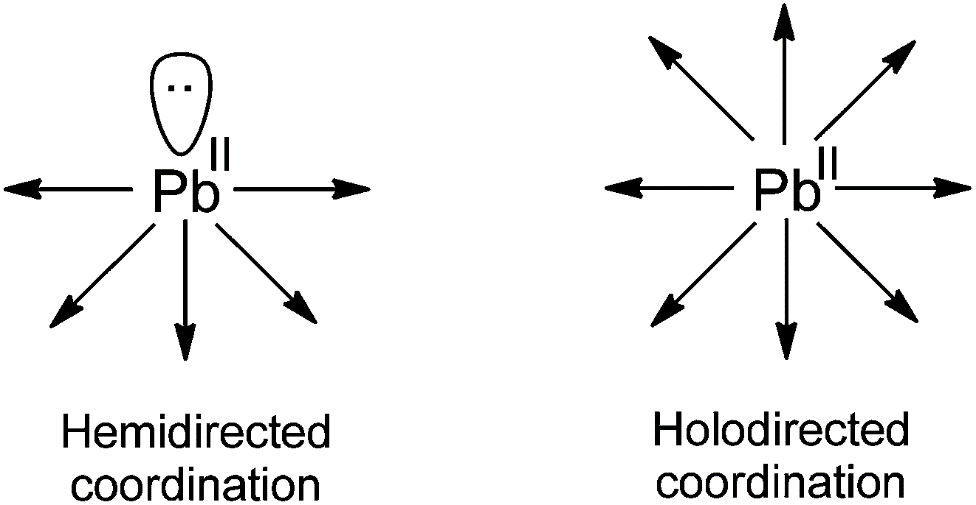 Pb^II
Pb^II
Hemidirected
coordination
Holodirected
coordination